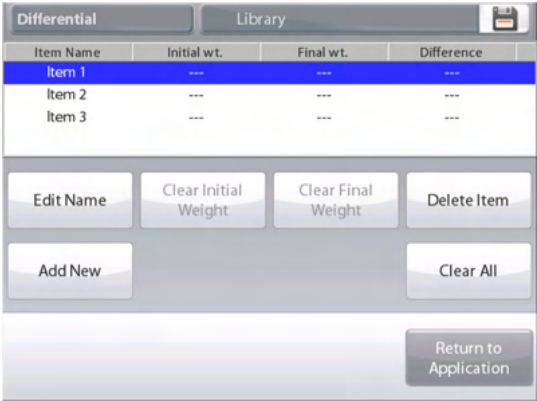 Differential Library
Item Name Initial wt. Final wt. Difference
Item 1 --- --- ---
Item 2 --- --- ---
Item 3 --- --- ---
Edit Name Clear Initial Weight Clear Final Weight Delete Item
Add New Clear All
Return to
Application